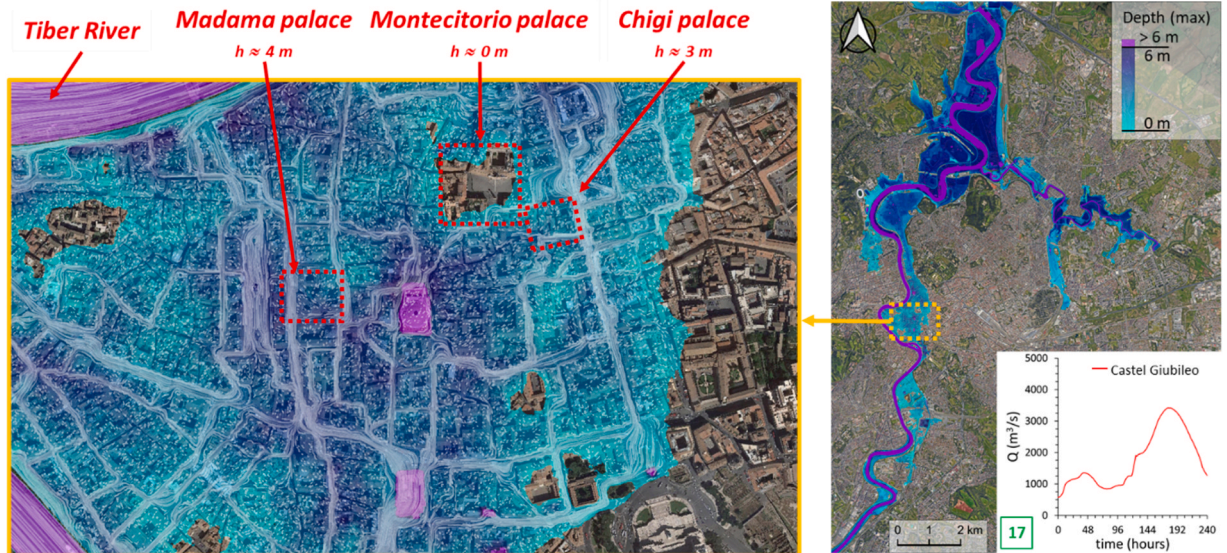 Tiber River
Madama palace
h ≈ 4 m
Montecitorio palace
h ≈ 0 m
Chigi palace
h ≈ 3 m
Depth (max)
> 6 m
6 m
0 m
0 1 2 km
17
5000
4000
3000
2000
1000
0
Q (m³/s)
Castel Giubileo
0 48 96 144 192 240
time (hours)